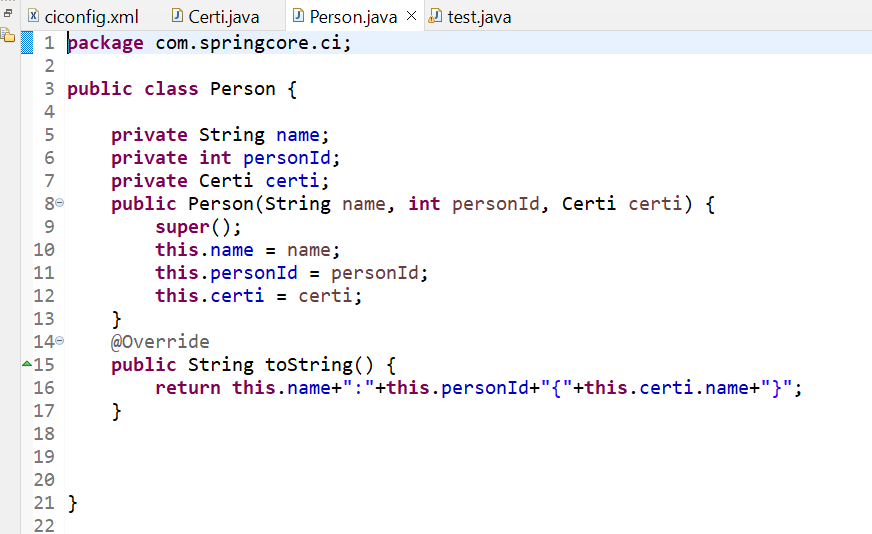 ciconfig.xml Certi.java Person.java test.java
1 package com.springcore.ci;
2
3 public class Person {
4
5 private String name;
6 private int personId;
7 private Certi certi;
8 public Person(String name, int personId, Certi certi) {
9 super();
10 this.name = name;
11 this.personId = personId;
12 this.certi = certi;
13 }
14 @Override
15 public String toString() {
16 return this.name+":"+this.personId+"{"+this.certi.name+"}";
17 }
18
19
20
21 }
22